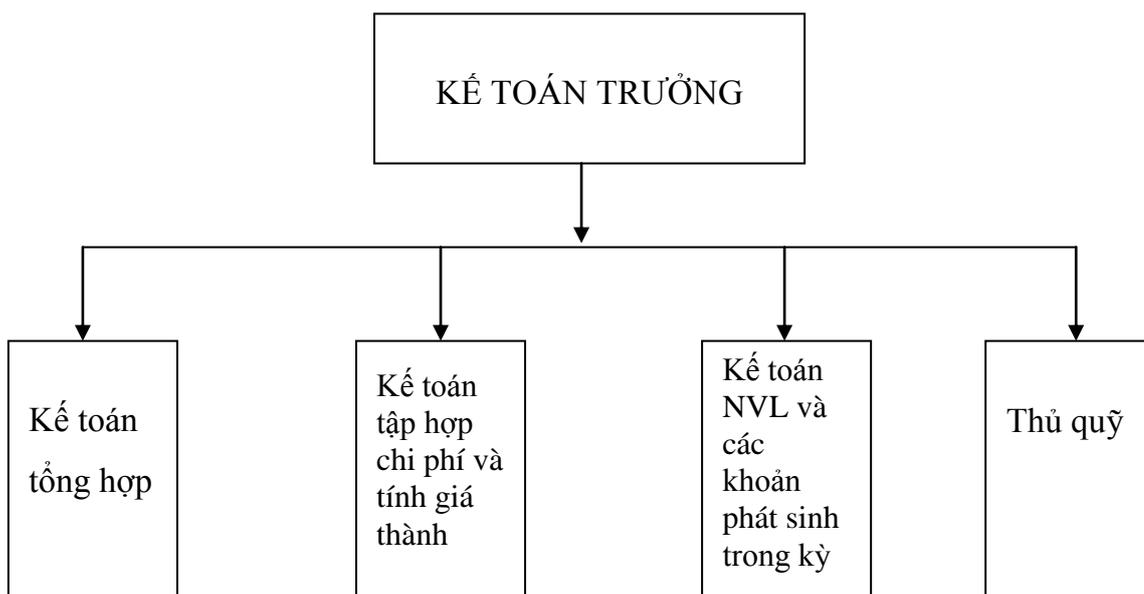 KẾ TOÁN TRƯỞNG
Kế toán
tổng hợp
Kế toán
tập hợp
chi phí và
tính giá
thành
Kế toán
NVL và
các
khoản
phát sinh
trong kỳ
Thủ quỹ